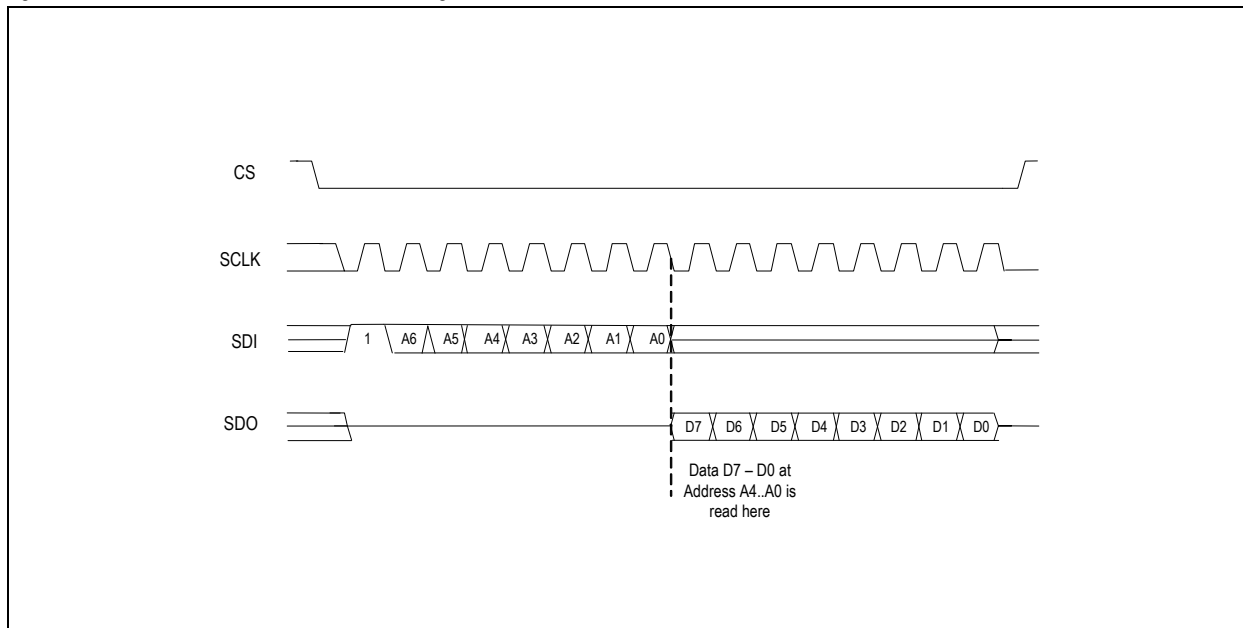 CS
SCLK
SDI
1 A6 A5 A4 A3 A2 A1 A0
SDO
D7 D6 D5 D4 D3 D2 D1 D0
Data D7 – D0 at
Address A4..A0 is
read here